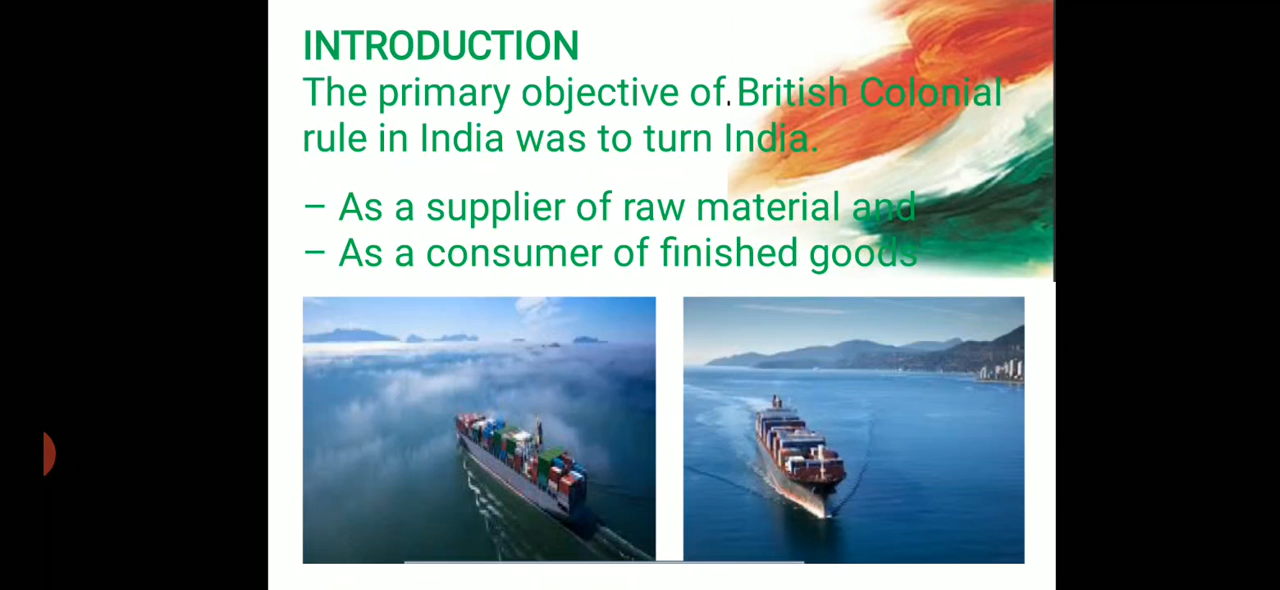 INTRODUCTION
The primary objective of.British Colonial
rule in India was to turn India.
– As a supplier of raw material and
– As a consumer of finished goods